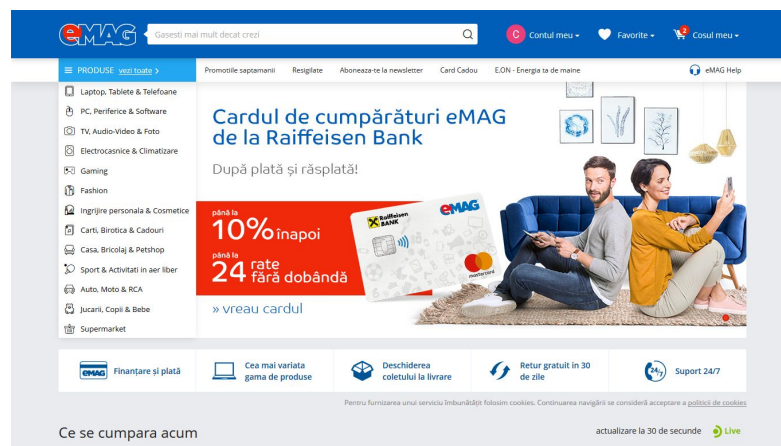 eMAG
Gasesti mai mult decat crezi
C Contul meu
Favorite
2 Cosul meu
PRODUSE vezi toate >
Promotiile saptamanii
Resigilate
Aboneaza-te la newsletter
Card Cadou
E.ON - Energia ta de maine
eMAG Help
Laptop, Tablete & Telefoane
PC, Periferice & Software
TV, Audio-Video & Foto
Electrocasnice & Climatizare
Gaming
Fashion
Ingrijire personala & Cosmetice
Carti, Birotica & Cadouri
Casa, Bricolaj & Petshop
Sport & Activitati in aer liber
Auto, Moto & RCA
Jucarii, Copii & Bebe
Supermarket
Cardul de cumpărături eMAG
de la Raiffeisen Bank
După plată și răsplată!
până la
10% înapoi
până la
24 rate
fără dobândă
Raiffeisen
BANK
eMAG
mastercard
» vreau cardul
eMAG
Finanțare și plată
Cea mai variata
gama de produse
Deschiderea
coletului la livrare
Retur gratuit in 30
de zile
24/7
Suport 24/7
Pentru furnizarea unui serviciu îmbunătățit folosim cookies. Continuarea navigării se consideră acceptare a politicii de cookies
Ce se cumpara acum
actualizare la 30 de secunde
Live